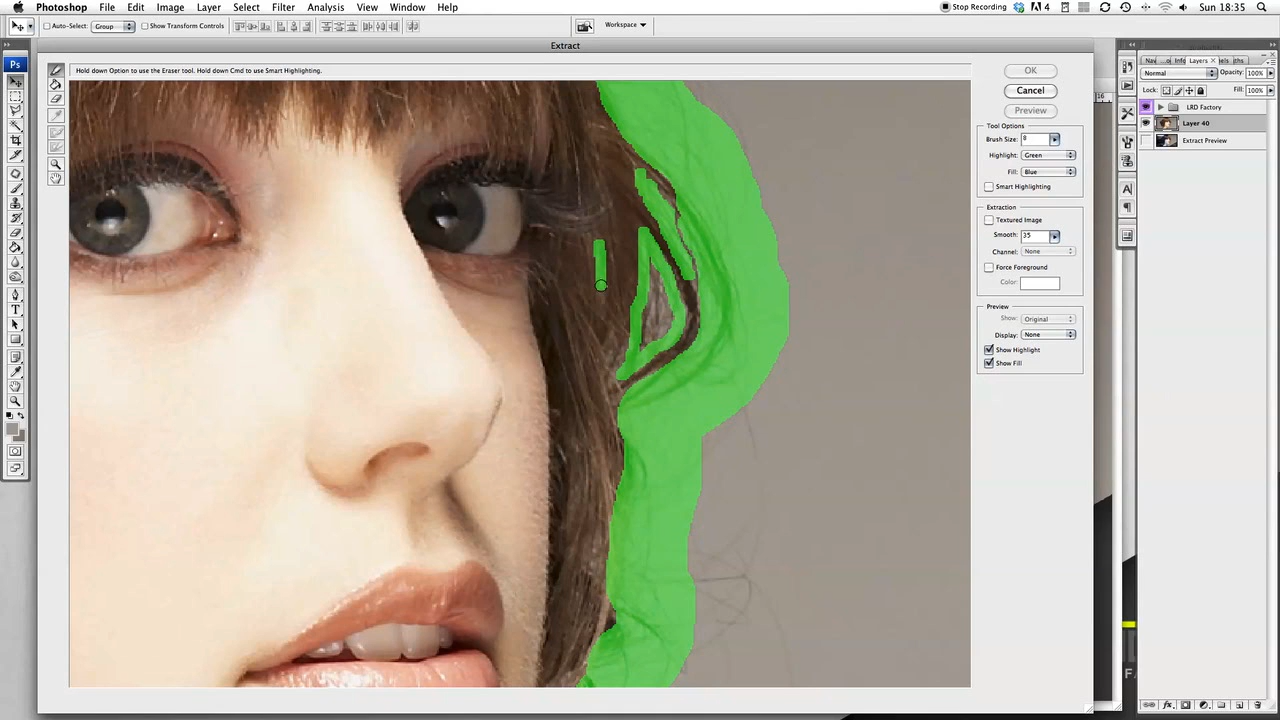 Photoshop File Edit Image Layer Select Filter Analysis View Window Help Stop Recording 4 Sun 18:35
Auto-Select: Group Show Transform Controls Workspace
Extract
Hold down Option to use the Eraser tool. Hold down Cmd to use Smart Highlighting.
Ps
OK
Cancel
Preview
Tool Options
Brush Size: 8
Highlight: Green
Fill: Blue
Smart Highlighting
Extraction
Textured Image
Smooth: 35
Channel: None
Force Foreground
Color:
Preview
Show: Original
Display: None
Show Highlight
Show Fill
Layers
Normal Opacity: 100%
Lock: Fill: 100%
LRD Factory
Layer 40
Extract Preview